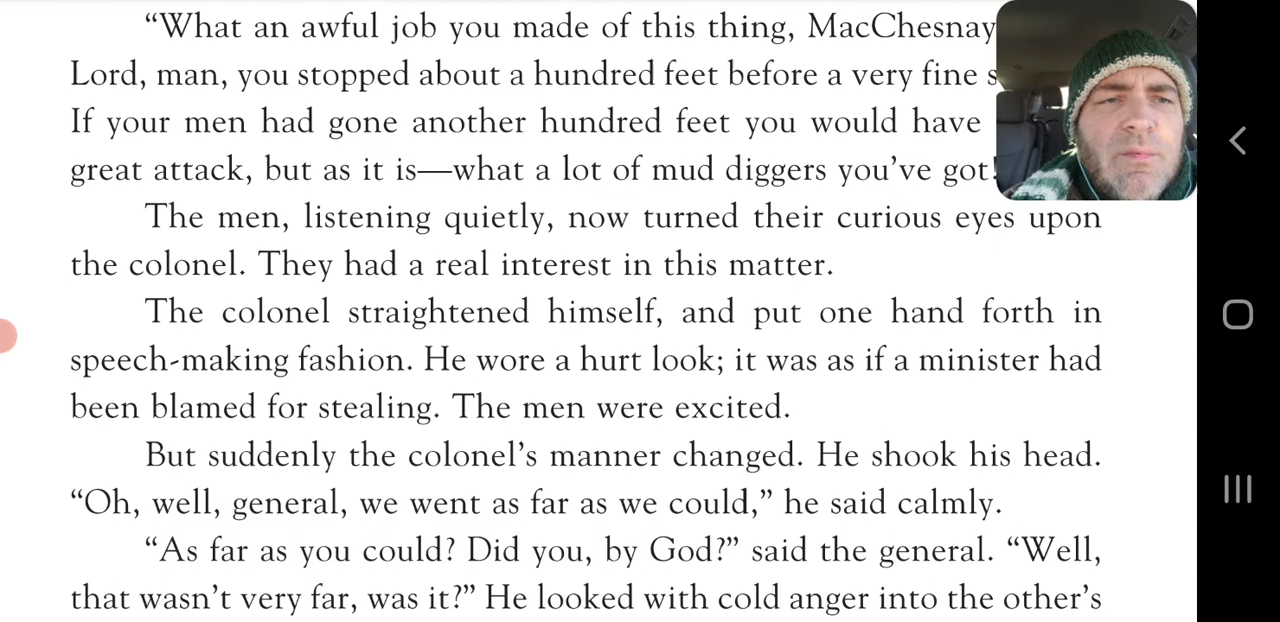 “What an awful job you made of this thing, MacChesnay
Lord, man, you stopped about a hundred feet before a very fine
If your men had gone another hundred feet you would have
great attack, but as it is—what a lot of mud diggers you’ve got!
The men, listening quietly, now turned their curious eyes upon
the colonel. They had a real interest in this matter.
The colonel straightened himself, and put one hand forth in
speech-making fashion. He wore a hurt look; it was as if a minister had
been blamed for stealing. The men were excited.
But suddenly the colonel’s manner changed. He shook his head.
“Oh, well, general, we went as far as we could,” he said calmly.
“As far as you could? Did you, by God?” said the general. “Well,
that wasn’t very far, was it?” He looked with cold anger into the other’s